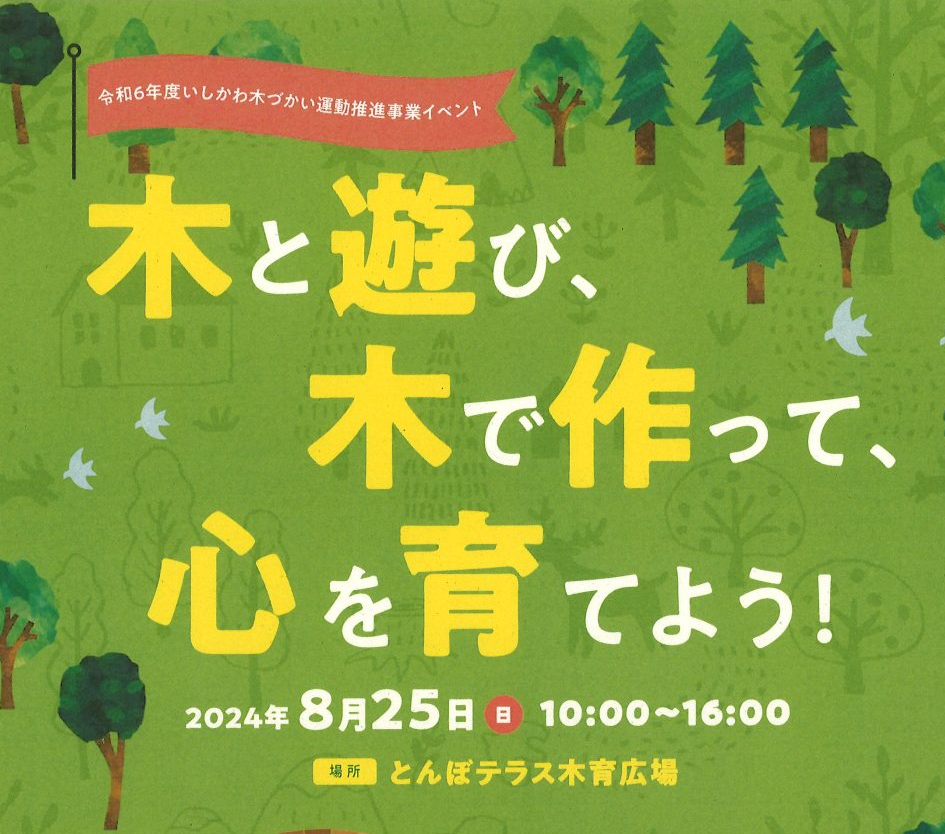 令和6年度いしかわ木づかい運動推進事業イベント
木と遊び、
木で作って、
心を育てよう!
2024年 8月25日 日 10:00〜16:00
場所 とんぼテラス木育広場